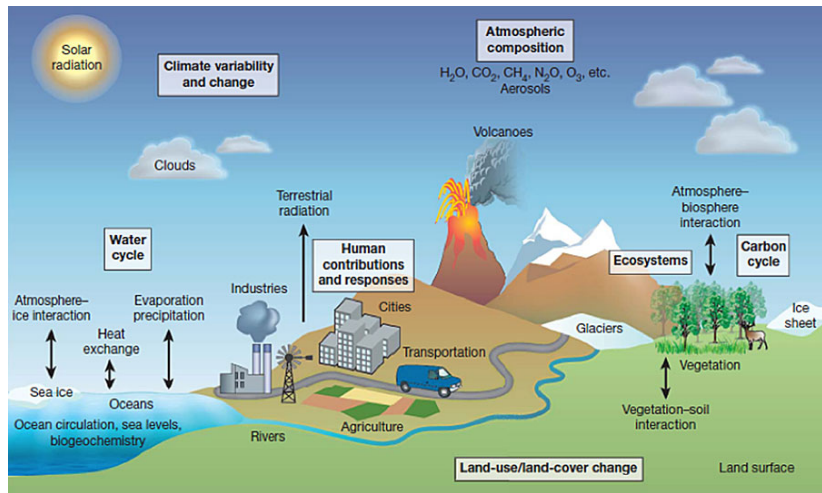 Solar
radiation
Climate variability
and change
Atmospheric
composition
H₂O, CO₂, CH₄, N₂O, O₃, etc.
Aerosols
Volcanoes
Clouds
Terrestrial
radiation
Atmosphere–
biosphere
interaction
Water
cycle
Human
contributions
and responses
Ecosystems
Carbon
cycle
Atmosphere–
ice interaction
Evaporation
precipitation
Industries
Heat
exchange
Cities
Glaciers
Ice
sheet
Transportation
Vegetation
Sea ice
Oceans
Ocean circulation, sea levels,
biogeochemistry
Rivers
Agriculture
Vegetation–soil
interaction
Land-use/land-cover change
Land surface